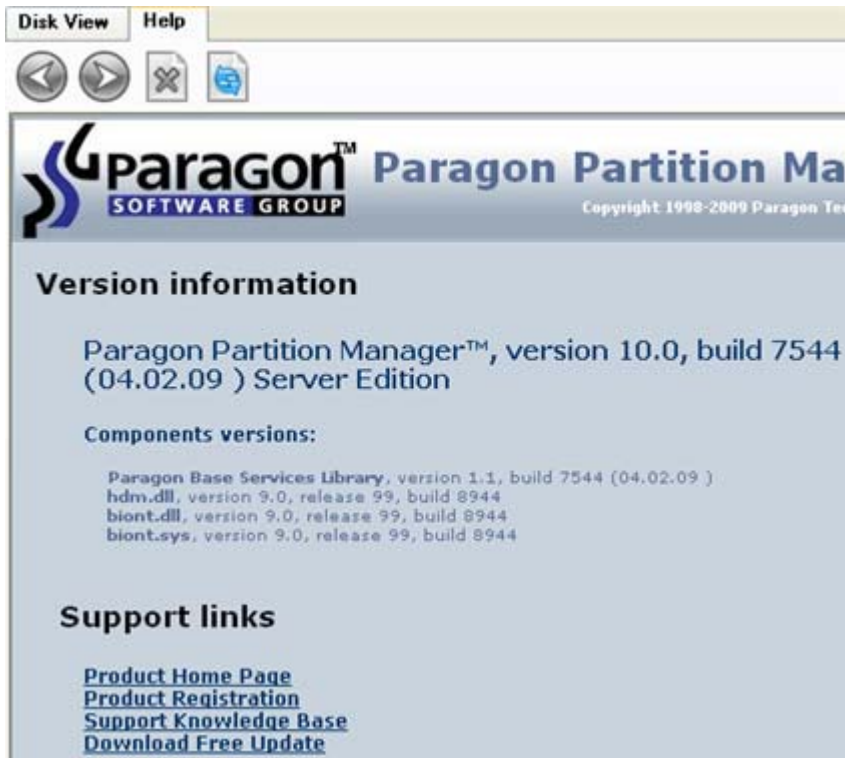 Disk View Help
Paragon™
SOFTWARE GROUP
Paragon Partition Ma
Copyright 1998-2009 Paragon Tec
Version information
Paragon Partition Manager™, version 10.0, build 7544
(04.02.09 ) Server Edition
Components versions:
Paragon Base Services Library, version 1.1, build 7544 (04.02.09 )
hdm.dll, version 9.0, release 99, build 8944
biont.dll, version 9.0, release 99, build 8944
biont.sys, version 9.0, release 99, build 8944
Support links
Product Home Page
Product Registration
Support Knowledge Base
Download Free Update